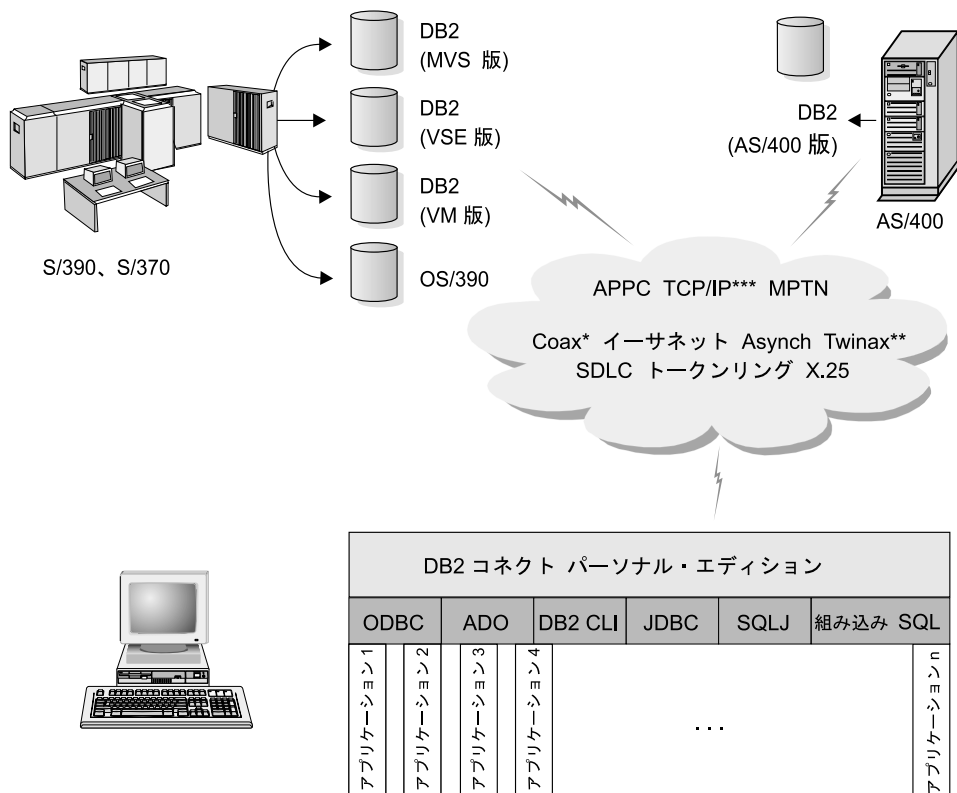 DB2
(MVS 版)
DB2
(VSE 版)
DB2
(VM 版)
OS/390
S/390、S/370
DB2
(AS/400 版)
AS/400
APPC TCP/IP*** MPTN
Coax* イーサネット Asynch Twinax**
SDLC トークンリング X.25
DB2 コネクト パーソナル・エディション
ODBC
ADO
DB2 CLI
JDBC
SQLJ
組み込み SQL
アプリケーション1
アプリケーション2
アプリケーション3
アプリケーション4
...
アプリケーション n